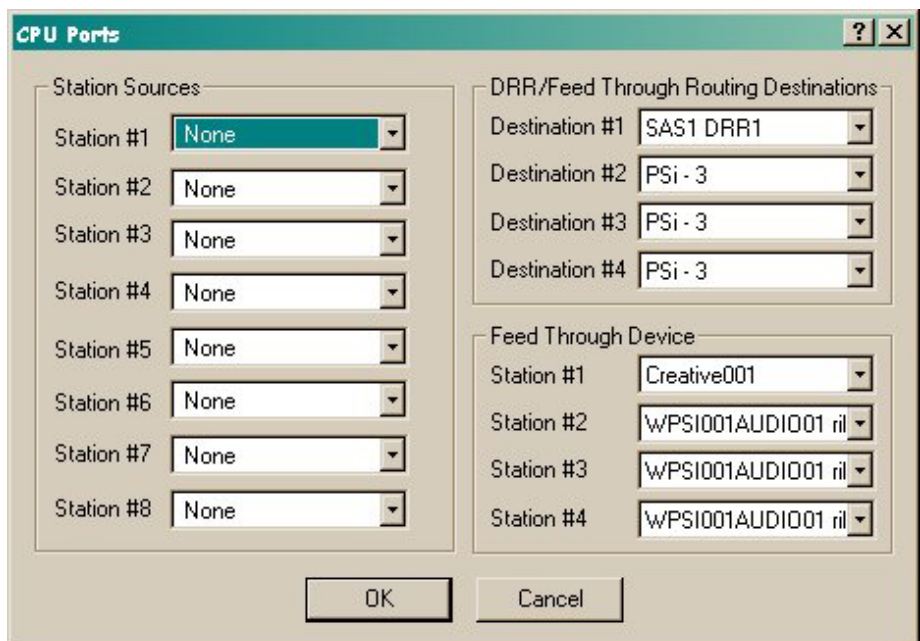 CPU Ports
? X
Station Sources
Station #1 None
Station #2 None
Station #3 None
Station #4 None
Station #5 None
Station #6 None
Station #7 None
Station #8 None
DRR/Feed Through Routing Destinations
Destination #1 SAS1 DRR1
Destination #2 PSi - 3
Destination #3 PSi - 3
Destination #4 PSi - 3
Feed Through Device
Station #1 Creative001
Station #2 WPSI001AUDIO01 ril
Station #3 WPSI001AUDIO01 ril
Station #4 WPSI001AUDIO01 ril
OK Cancel